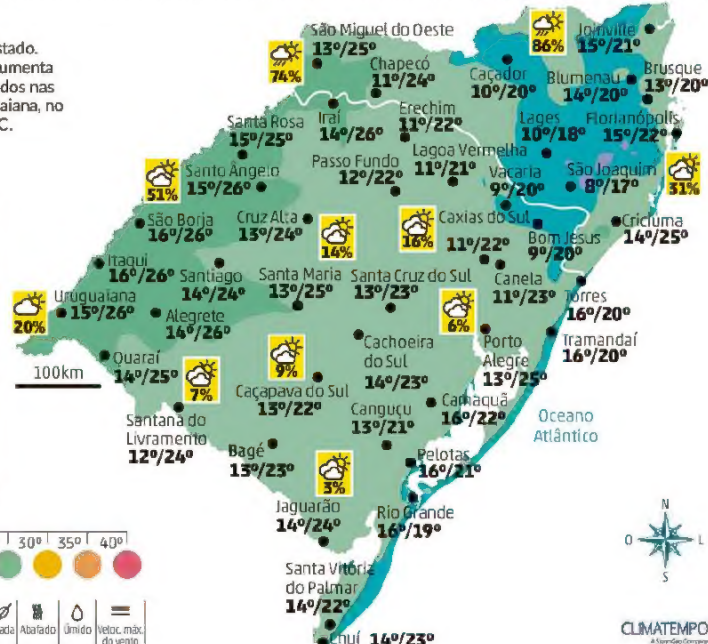 stado.
umenta
dos nas
aiana, no
C.
São Miguel do Oeste
13º/25º
74%
Chapecó
11º/24º
86%
Joinville
15º/21º
Caçador
10º/20º
Blumenau
14º/20º
Brusque
13º/20º
Iraí
14º/26º
Erechim
11º/22º
Lages
10º/18º
Florianópolis
15º/22º
Santa Rosa
15º/25º
Passo Fundo
12º/22º
Lagoa Vermelha
11º/21º
Vacaria
9º/20º
São Joaquim
8º/17º
31%
51%
Santo Ângelo
15º/26º
São Borja
16º/26º
Cruz Alta
13º/24º
14%
16%
Caxias do Sul
11º/22º
Bom Jesus
9º/20º
Criciúma
14º/25º
Itaqui
16º/26º
Santiago
14º/24º
Santa Maria
13º/25º
Santa Cruz do Sul
13º/23º
Canela
11º/23º
Torres
16º/20º
20%
Uruguaiana
15º/26º
Alegrete
14º/26º
6%
Porto
Alegre
13º/25º
Tramandaí
16º/20º
100km
Quaraí
14º/25º
7%
9%
Caçapava do Sul
13º/22º
Cachoeira
do Sul
14º/23º
Camaquã
16º/22º
Oceano
Atlântico
Santana do
Livramento
12º/24º
Bagé
13º/23º
Canguçu
13º/21º
3%
Pelotas
16º/21º
Jaguarão
14º/24º
Rio Grande
16º/19º
Santa Vitória
do Palmar
14º/22º
Chuí 14º/23º
30º 35º 40º
ada
Abafado
Úmido
Veloc. máx.
do vento
N
O L
S
CLIMATEMPO